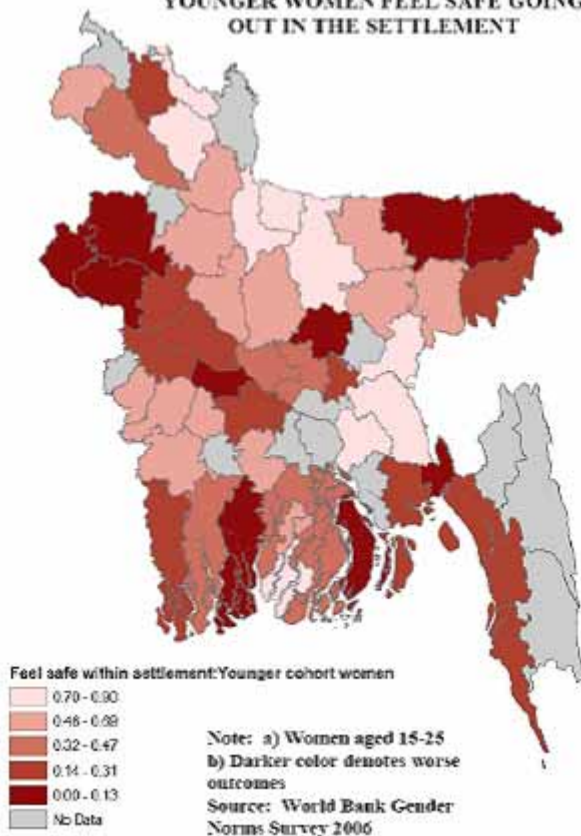 YOUNGER WOMEN FEEL SAFE GOING
OUT IN THE SETTLEMENT
Feel safe within settlement:Younger cohort women
0.70 - 0.90
0.48 - 0.69
0.32 - 0.47
0.14 - 0.31
0.00 - 0.13
No Data
Note: a) Women aged 15-25
b) Darker color denotes worse
outcomes
Source: World Bank Gender
Norms Survey 2006